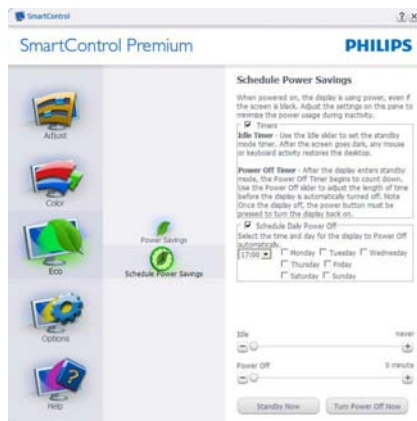 SmartControl
SmartControl Premium
PHILIPS
Adjust
Color
Eco
Options
Help
Power Savings
Schedule Power Savings
Schedule Power Savings
When powered on, the display is using power, even if
the screen is black. Adjust the settings on this pane to
minimize the power usage during inactivity.
Timers
Idle Timer - Use the Idle slider to set the standby
mode timer. After the screen goes dark, any mouse
or keyboard activity restores the desktop.
Power Off Timer - After the display enters standby
mode, the Power Off Timer begins to count down.
Use the Power Off slider to adjust the length of time
before the display is automatically turned off. Note
Once the display off, the power button must be
pressed to turn the display back on.
Schedule Daily Power Off
Select the time and day for the display to Power Off
automatically.
17:00 Monday Tuesday Wednesday
Thursday Friday
Saturday Sunday
Idle never
Power Off 0 minute
Standby Now Turn Power Off Now